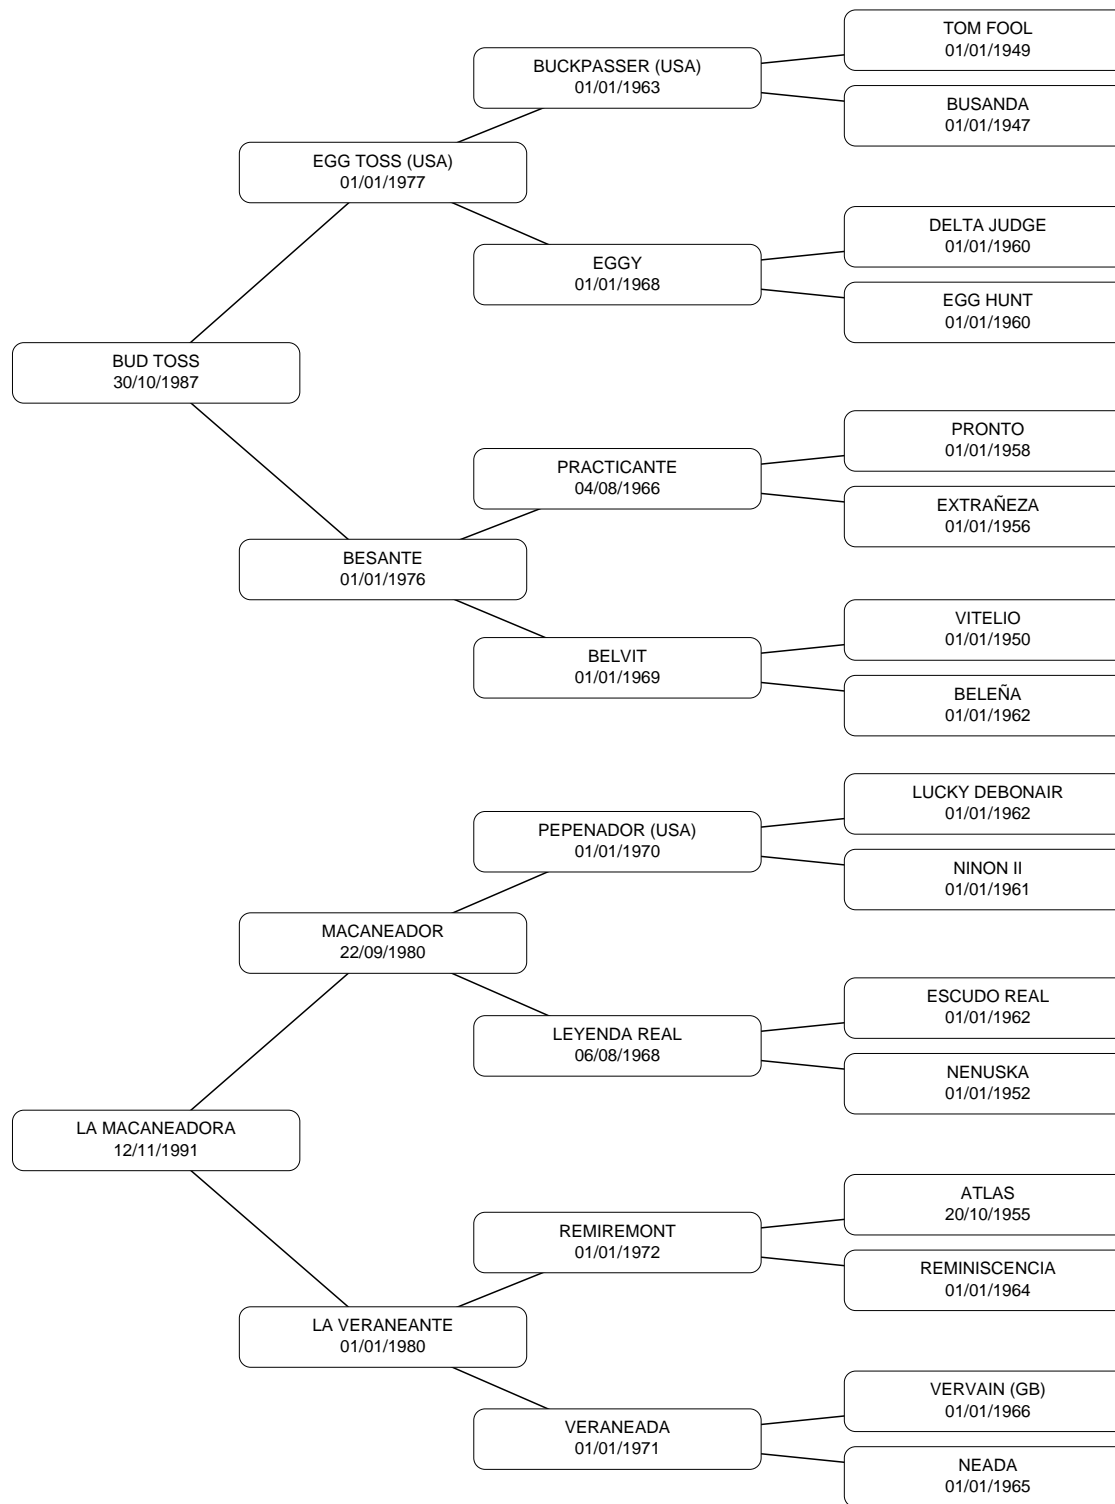 TOM FOOL
01/01/1949
BUCKPASSER (USA)
01/01/1963
BUSANDA
01/01/1947
EGG TOSS (USA)
01/01/1977
DELTA JUDGE
01/01/1960
EGGY
01/01/1968
EGG HUNT
01/01/1960
BUD TOSS
30/10/1987
PRONTO
01/01/1958
PRACTICANTE
04/08/1966
EXTRAÑEZA
01/01/1956
BESANTE
01/01/1976
VITELIO
01/01/1950
BELVIT
01/01/1969
BELEÑA
01/01/1962
LUCKY DEBONAIR
01/01/1962
PEPENADOR (USA)
01/01/1970
NINON II
01/01/1961
MACANEADOR
22/09/1980
ESCUDO REAL
01/01/1962
LEYENDA REAL
06/08/1968
NENUSKA
01/01/1952
LA MACANEADORA
12/11/1991
ATLAS
20/10/1955
REMIREMONT
01/01/1972
REMINISCENCIA
01/01/1964
LA VERANEANTE
01/01/1980
VERVAIN (GB)
01/01/1966
VERANEADA
01/01/1971
NEADA
01/01/1965